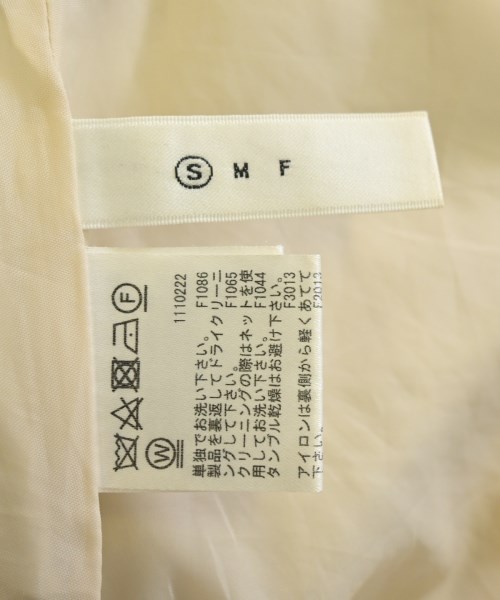 S M F
F
W
1110222
単独でお洗い下さい。 F1086
製品を裏返してドライクリーニ
ングして下さい。 F1065
クリーニングの際はネットを使
用してお洗い下さい。 F1044
タンブル乾燥はお避け下さい。
F3013
アイロンは裏側から軽くあてて
下さい。 F2013